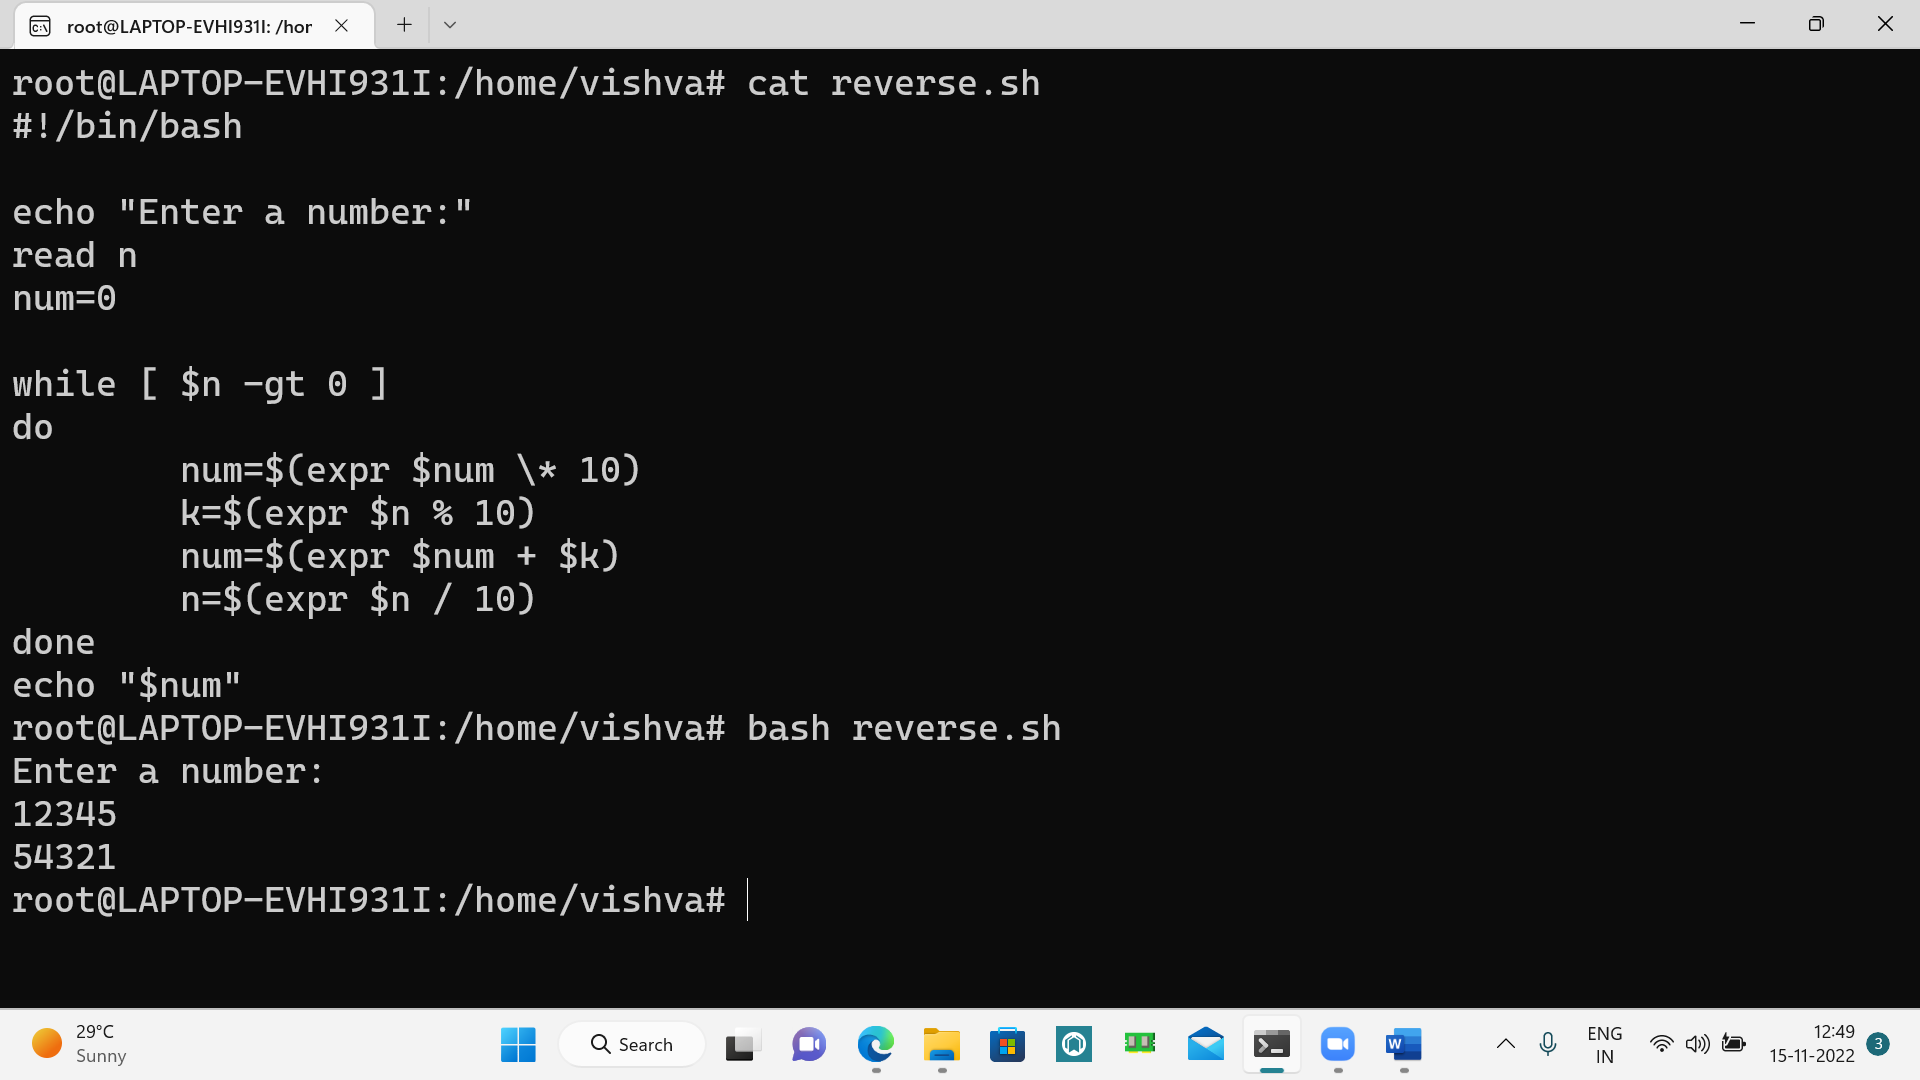 root@LAPTOP-EVHI931I: /hor
root@LAPTOP-EVHI931I:/home/vishva# cat reverse.sh
#!/bin/bash
echo "Enter a number:"
read n
num=0
while [ $n -gt 0 ]
do
        num=$(expr $num \* 10)
        k=$(expr $n % 10)
        num=$(expr $num + $k)
        n=$(expr $n / 10)
done
echo "$num"
root@LAPTOP-EVHI931I:/home/vishva# bash reverse.sh
Enter a number:
12345
54321
root@LAPTOP-EVHI931I:/home/vishva#
29°C
Sunny
Search
ENG
IN
12:49
15-11-2022
3